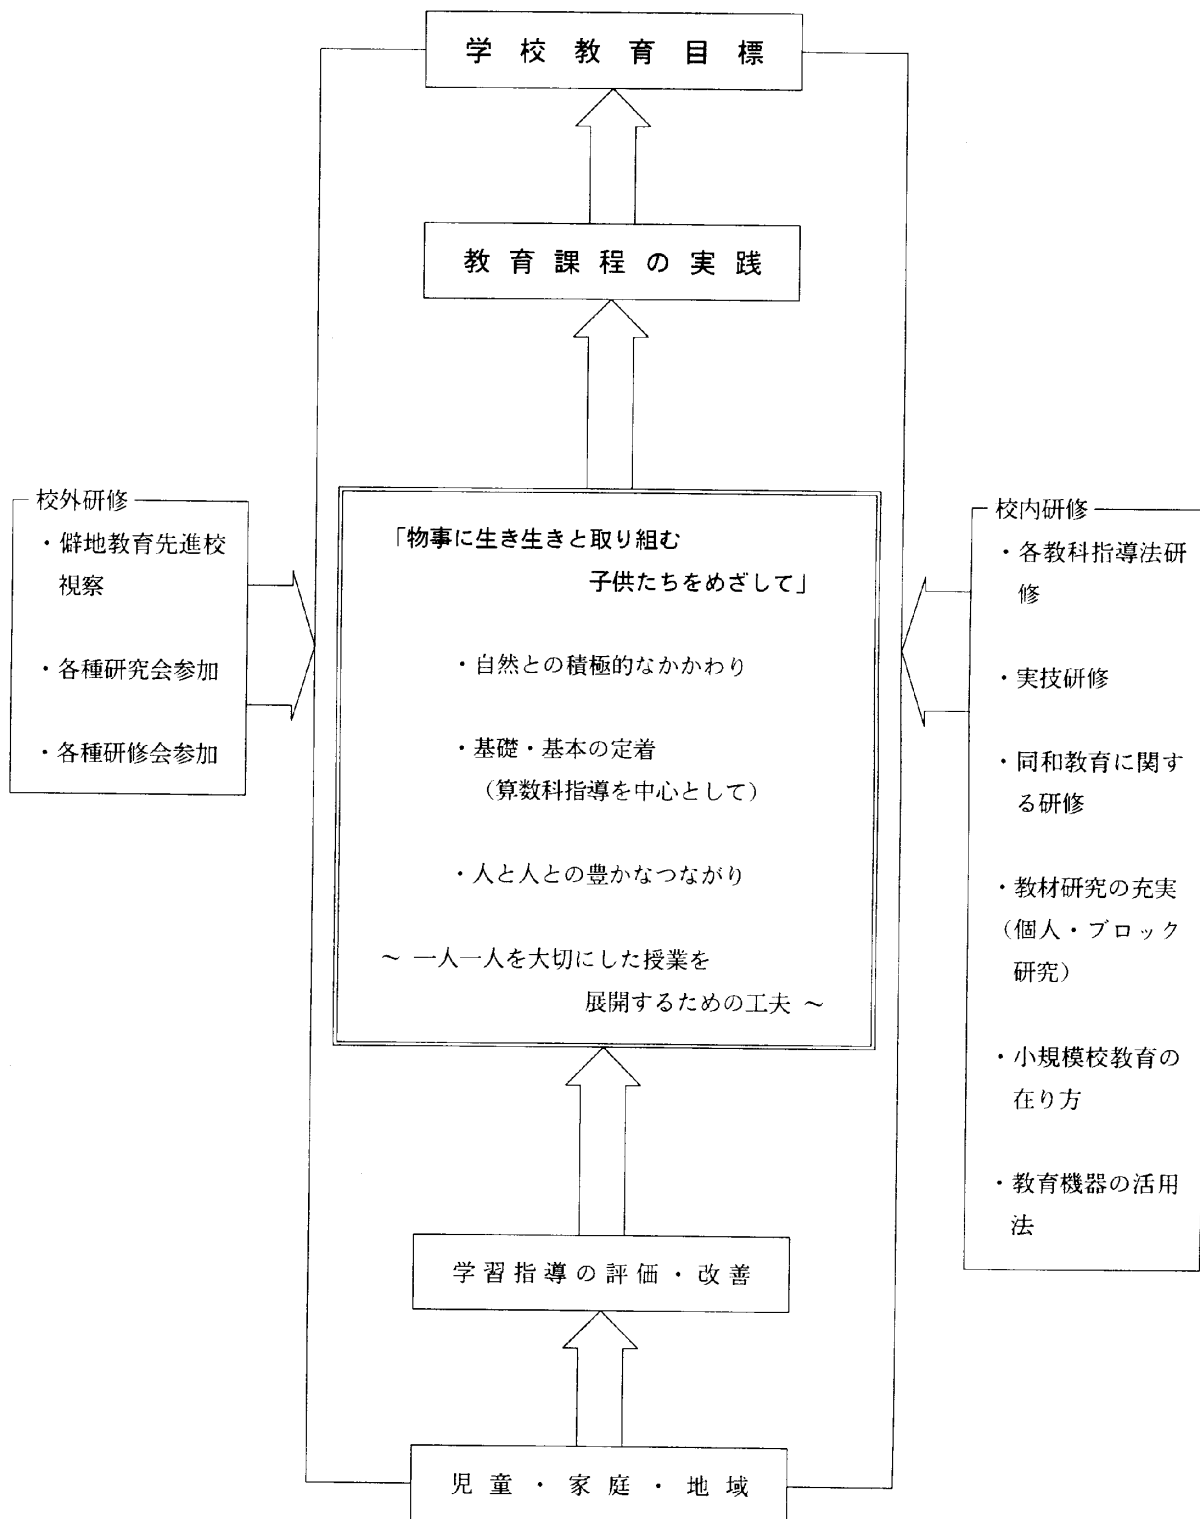 学校教育目標
教育課程の実践
校外研修
・僻地教育先進校
視察
・各種研究会参加
・各種研修会参加
「物事に生き生きと取り組む
子供たちをめざして」
・自然との積極的なかかわり
・基礎・基本の定着
（算数科指導を中心として）
・人と人との豊かなつながり
～ 一人一人を大切にした授業を
展開するための工夫 ～
校内研修
・各教科指導法研
修
・実技研修
・同和教育に関す
る研修
・教材研究の充実
（個人・ブロック
研究）
・小規模校教育の
在り方
・教育機器の活用
法
学習指導の評価・改善
児童・家庭・地域